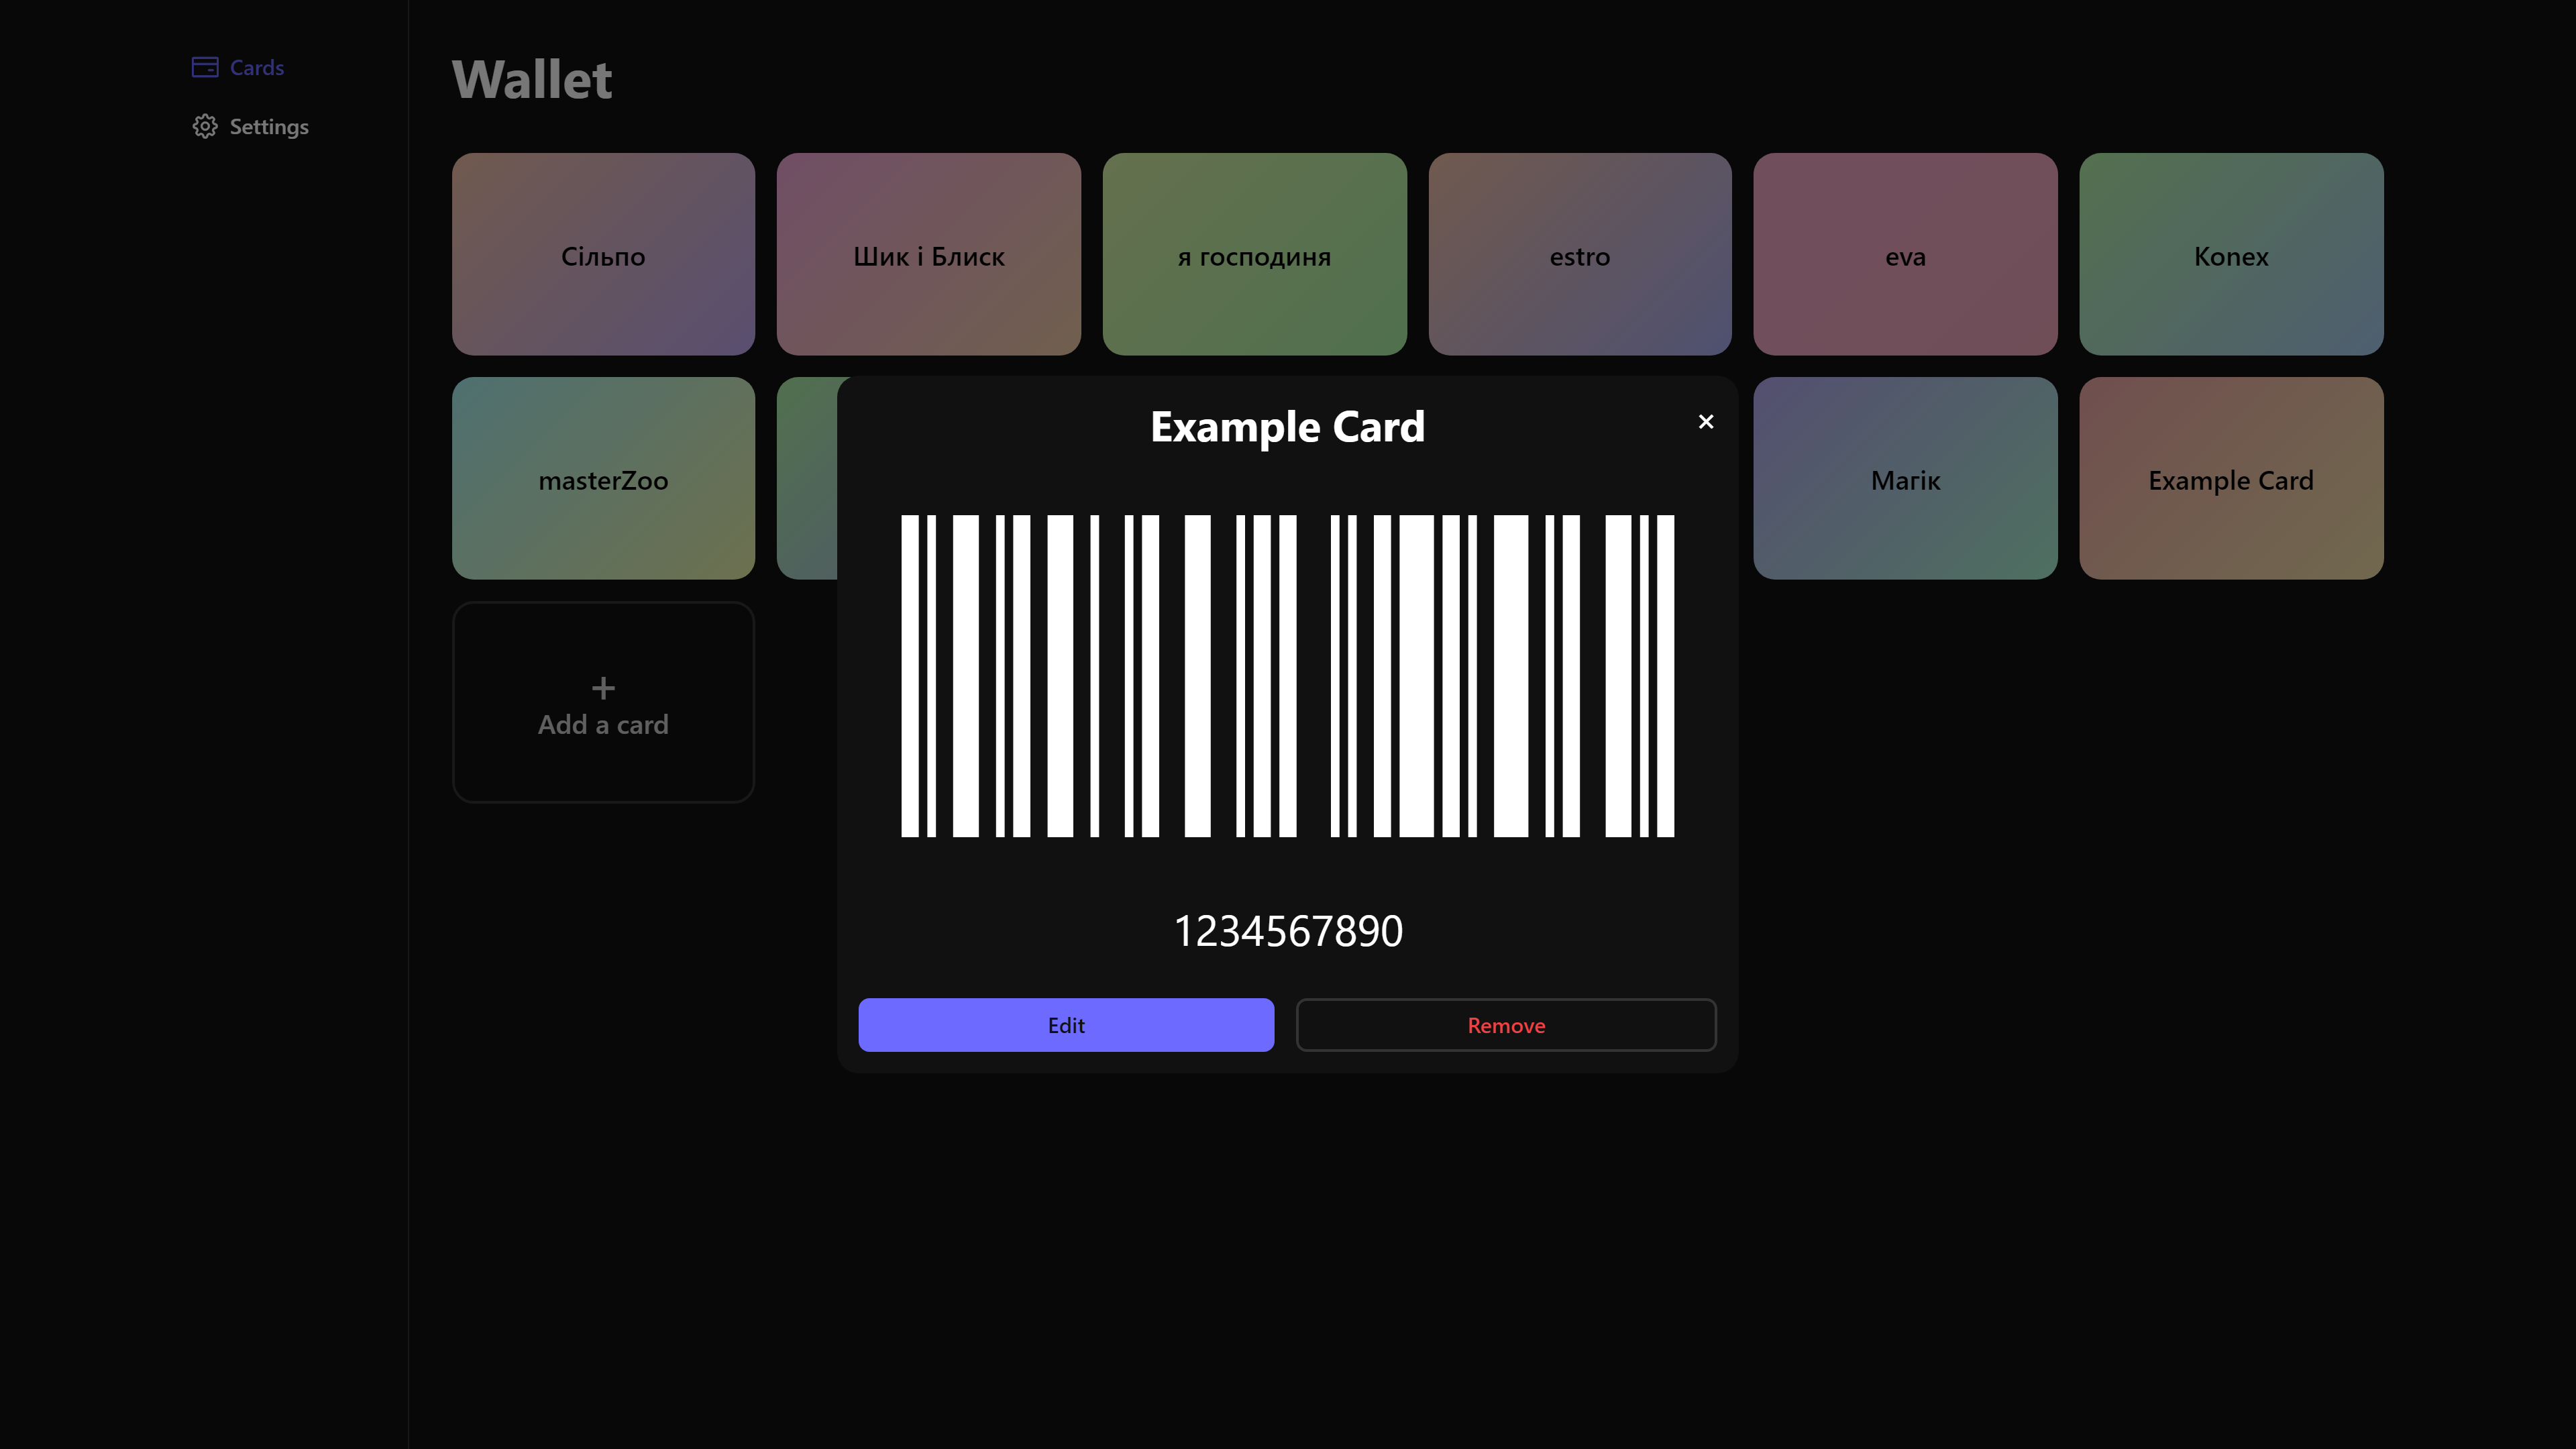 Cards
Settings
Wallet
Сільпо
Шик і Блиск
я господиня
estro
eva
Konex
masterZoo
Магік
Example Card
+
Add a card
Example Card
×
1234567890
Edit
Remove